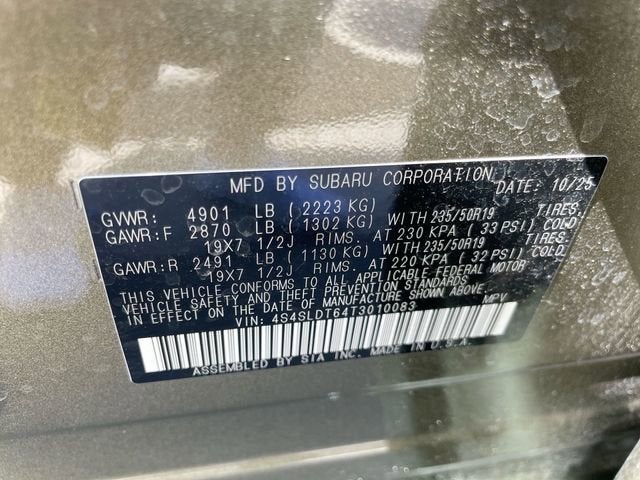 MFD BY SUBARU CORPORATION DATE: 10/25
GVWR: 4901 LB ( 2223 KG)
GAWR:F 2870 LB ( 1302 KG) WITH 235/50R19 TIRES,
19X7 1/2J RIMS, AT 230 KPA ( 33 PSI) COLD
GAWR:R 2491 LB ( 1130 KG) WITH 235/50R19 TIRES,
19X7 1/2J RIMS, AT 220 KPA ( 32 PSI) COLD
THIS VEHICLE CONFORMS TO ALL APPLICABLE FEDERAL MOTOR
VEHICLE SAFETY AND THEFT PREVENTION STANDARDS
IN EFFECT ON THE DATE OF MANUFACTURE SHOWN ABOVE.
VIN: 4S4SLDT64T3010083 MPV
ASSEMBLED BY SIA INC. MADE IN U.S.A.